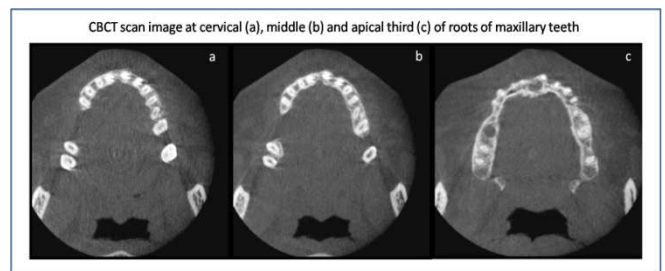 CBCT scan image at cervical (a), middle (b) and apical third (c) of roots of maxillary teeth
a
b
c